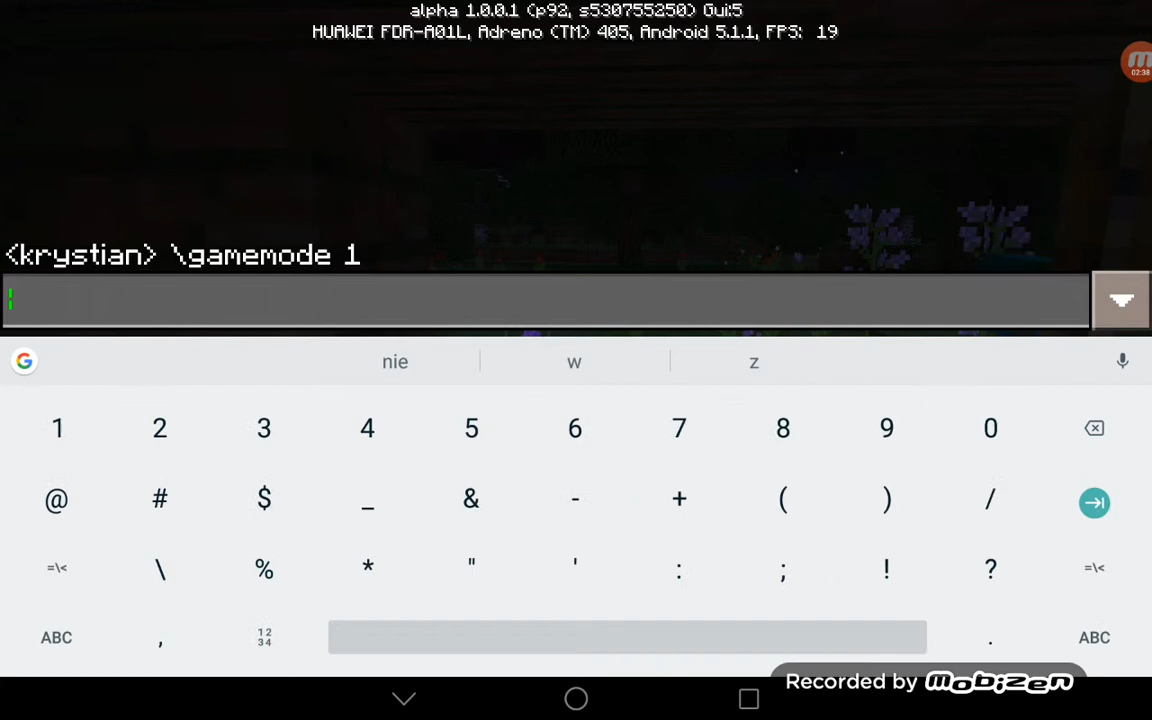 alpha 1.0.0.1 (p92, s530755250) Gui:5
HUAWEI FDR-A01L, Adreno (TM) 405, Android 5.1.1, FPS: 19
02:38
<krystian> \gamemode 1
nie w z
1 2 3 4 5 6 7 8 9 0
@ # $ _ & - + ( ) /
=\< \ % * " ' : ; ! ? =\<
ABC , 12 34 . ABC
Recorded by mobizen